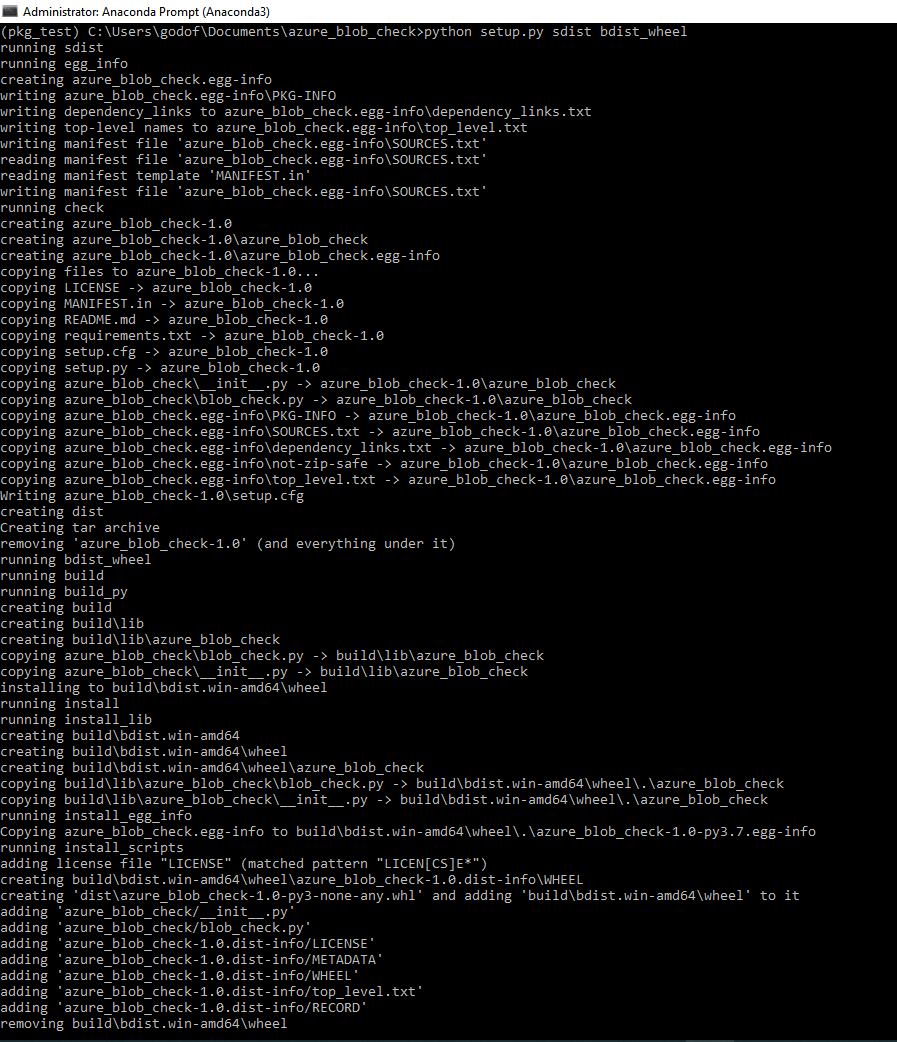 Administrator: Anaconda Prompt (Anaconda3)
(pkg_test) C:\Users\godof\Documents\azure_blob_check>python setup.py sdist bdist_wheel
running sdist
running egg_info
creating azure_blob_check.egg-info
writing azure_blob_check.egg-info\PKG-INFO
writing dependency_links to azure_blob_check.egg-info\dependency_links.txt
writing top-level names to azure_blob_check.egg-info\top_level.txt
writing manifest file 'azure_blob_check.egg-info\SOURCES.txt'
reading manifest file 'azure_blob_check.egg-info\SOURCES.txt'
reading manifest template 'MANIFEST.in'
writing manifest file 'azure_blob_check.egg-info\SOURCES.txt'
running check
creating azure_blob_check-1.0
creating azure_blob_check-1.0\azure_blob_check
creating azure_blob_check-1.0\azure_blob_check.egg-info
copying files to azure_blob_check-1.0...
copying LICENSE -> azure_blob_check-1.0
copying MANIFEST.in -> azure_blob_check-1.0
copying README.md -> azure_blob_check-1.0
copying requirements.txt -> azure_blob_check-1.0
copying setup.cfg -> azure_blob_check-1.0
copying setup.py -> azure_blob_check-1.0
copying azure_blob_check\__init__.py -> azure_blob_check-1.0\azure_blob_check
copying azure_blob_check\blob_check.py -> azure_blob_check-1.0\azure_blob_check
copying azure_blob_check.egg-info\PKG-INFO -> azure_blob_check-1.0\azure_blob_check.egg-info
copying azure_blob_check.egg-info\SOURCES.txt -> azure_blob_check-1.0\azure_blob_check.egg-info
copying azure_blob_check.egg-info\dependency_links.txt -> azure_blob_check-1.0\azure_blob_check.egg-info
copying azure_blob_check.egg-info\not-zip-safe -> azure_blob_check-1.0\azure_blob_check.egg-info
copying azure_blob_check.egg-info\top_level.txt -> azure_blob_check-1.0\azure_blob_check.egg-info
Writing azure_blob_check-1.0\setup.cfg
creating dist
Creating tar archive
removing 'azure_blob_check-1.0' (and everything under it)
running bdist_wheel
running build
running build_py
creating build
creating build\lib
creating build\lib\azure_blob_check
copying azure_blob_check\blob_check.py -> build\lib\azure_blob_check
copying azure_blob_check\__init__.py -> build\lib\azure_blob_check
installing to build\bdist.win-amd64\wheel
running install
running install_lib
creating build\bdist.win-amd64
creating build\bdist.win-amd64\wheel
creating build\bdist.win-amd64\wheel\azure_blob_check
copying build\lib\azure_blob_check\blob_check.py -> build\bdist.win-amd64\wheel\.\azure_blob_check
copying build\lib\azure_blob_check\__init__.py -> build\bdist.win-amd64\wheel\.\azure_blob_check
running install_egg_info
Copying azure_blob_check.egg-info to build\bdist.win-amd64\wheel\.\azure_blob_check-1.0-py3.7.egg-info
running install_scripts
adding license file "LICENSE" (matched pattern "LICEN[CS]E*")
creating build\bdist.win-amd64\wheel\azure_blob_check-1.0.dist-info\WHEEL
creating 'dist\azure_blob_check-1.0-py3-none-any.whl' and adding 'build\bdist.win-amd64\wheel' to it
adding 'azure_blob_check/__init__.py'
adding 'azure_blob_check/blob_check.py'
adding 'azure_blob_check-1.0.dist-info/LICENSE'
adding 'azure_blob_check-1.0.dist-info/METADATA'
adding 'azure_blob_check-1.0.dist-info/WHEEL'
adding 'azure_blob_check-1.0.dist-info/top_level.txt'
adding 'azure_blob_check-1.0.dist-info/RECORD'
removing build\bdist.win-amd64\wheel